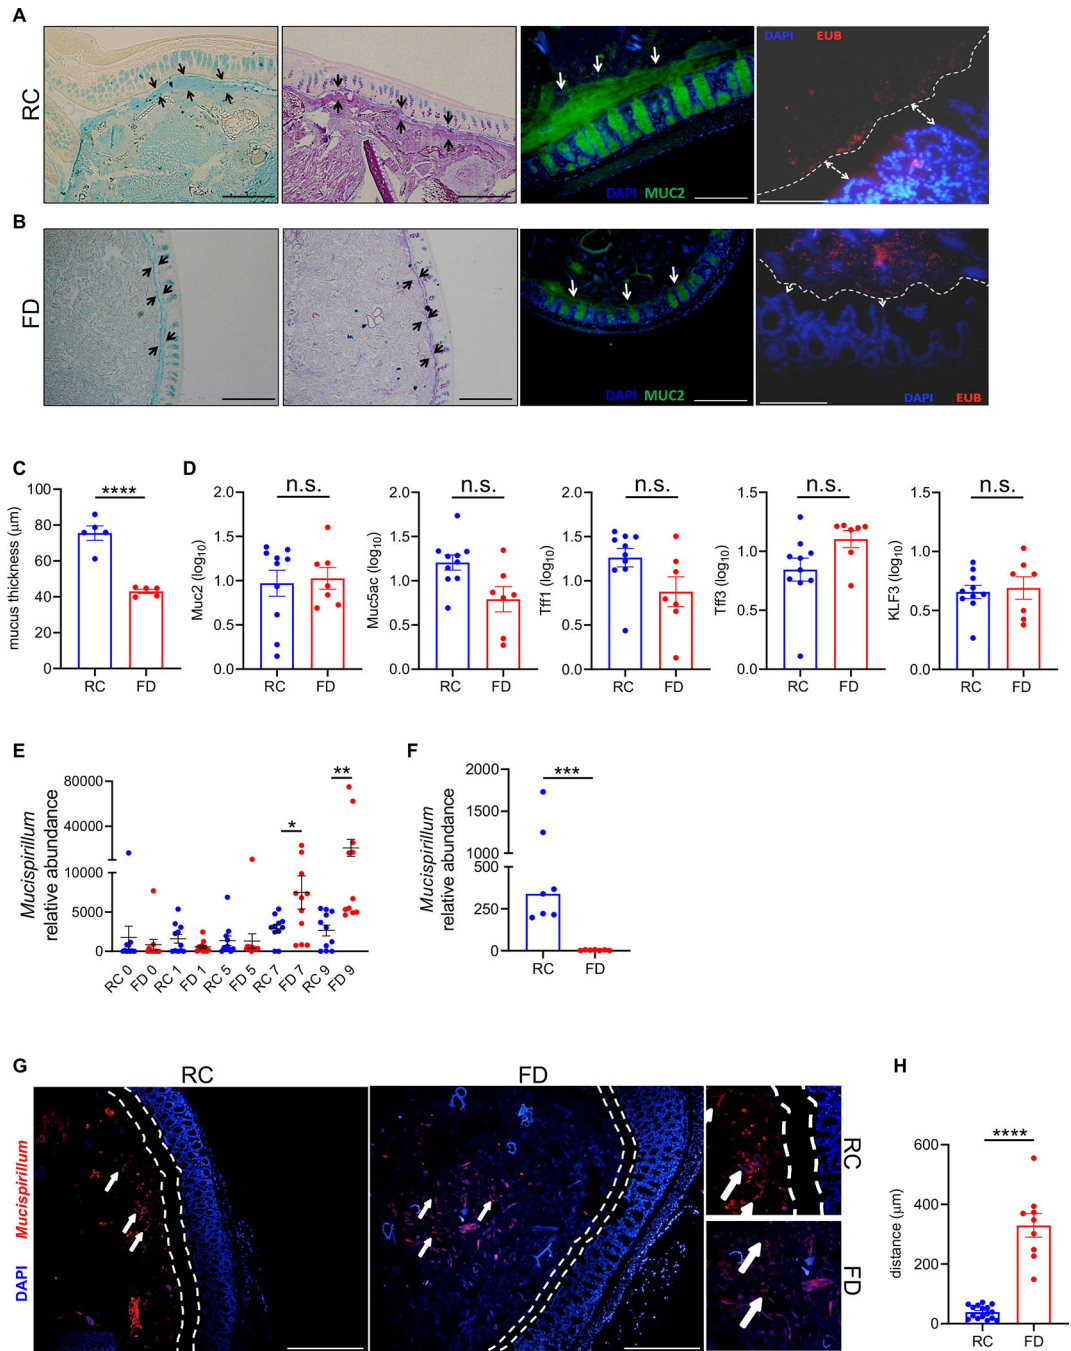 A
RC
DAPI MUC2
DAPI EUB
B
FD
DAPI MUC2
DAPI EUB
C
mucus thickness (μm)
100
80
60
40
20
0
****
RC FD
D
Muc2 (log10)
2.0
1.5
1.0
0.5
0.0
n.s.
RC FD
Muc5ac (log10)
2.0
1.5
1.0
0.5
0.0
n.s.
RC FD
Tff1 (log10)
2.0
1.5
1.0
0.5
0.0
n.s.
RC FD
Tff3 (log10)
1.5
1.0
0.5
0.0
n.s.
RC FD
KLF3 (log10)
1.5
1.0
0.5
0.0
n.s.
RC FD
E
Mucispirillum
relative abundance
80000
40000
10000
5000
0
*
**
RC 0 FD 0 RC 1 FD 1 RC 5 FD 5 RC 7 FD 7 RC 9 FD 9
F
Mucispirillum
relative abundance
2000
1500
1000
500
250
0
***
RC FD
G
RC
FD
DAPI Mucispirillum
RC
FD
H
distance (μm)
600
400
200
0
****
RC FD